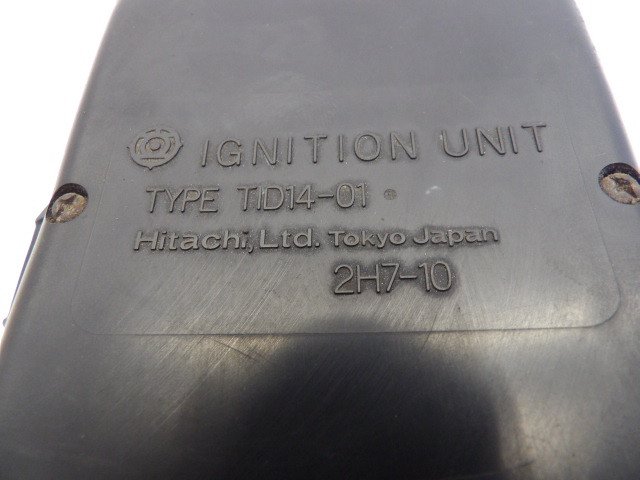 IGNITION UNIT
TYPE TID14-01
Hitachi, Ltd. Tokyo Japan
2H7-10